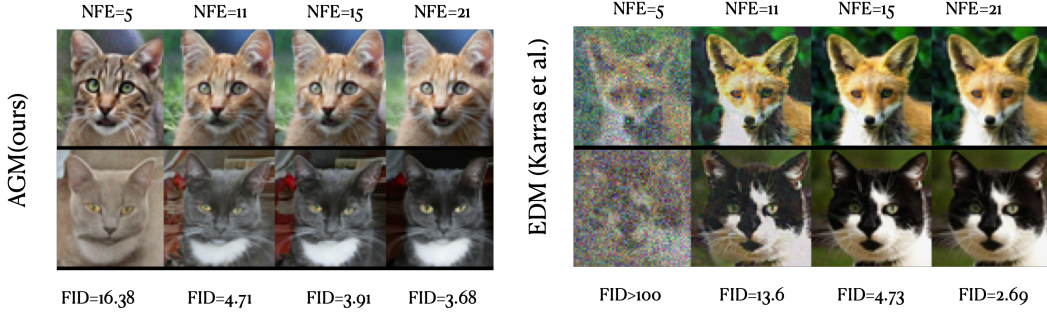 NFE=5 NFE=11 NFE=15 NFE=21
AGM(ours)
FID=16.38 FID=4.71 FID=3.91 FID=3.68
NFE=5 NFE=11 NFE=15 NFE=21
EDM (Karras et al.)
FID>100 FID=13.6 FID=4.73 FID=2.69